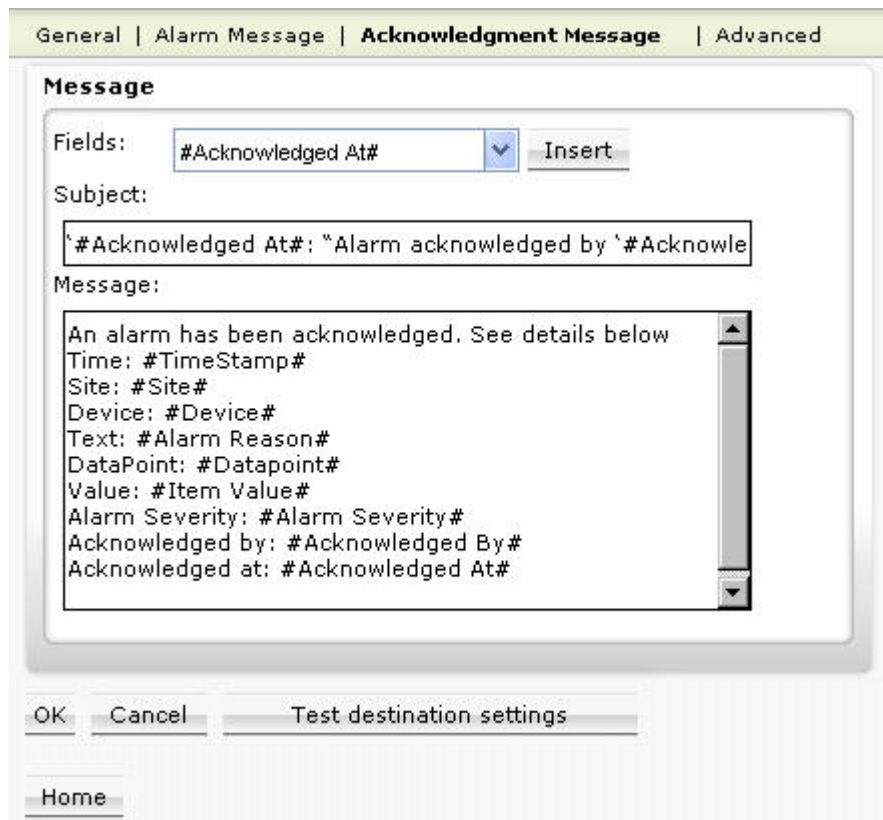 General | Alarm Message | Acknowledgment Message | Advanced
Message
Fields: #Acknowledged At# Insert
Subject:
`#Acknowledged At#: “Alarm acknowledged by `#Acknowle
Message:
An alarm has been acknowledged. See details below
Time: #TimeStamp#
Site: #Site#
Device: #Device#
Text: #Alarm Reason#
DataPoint: #Datapoint#
Value: #Item Value#
Alarm Severity: #Alarm Severity#
Acknowledged by: #Acknowledged By#
Acknowledged at: #Acknowledged At#
OK Cancel Test destination settings
Home